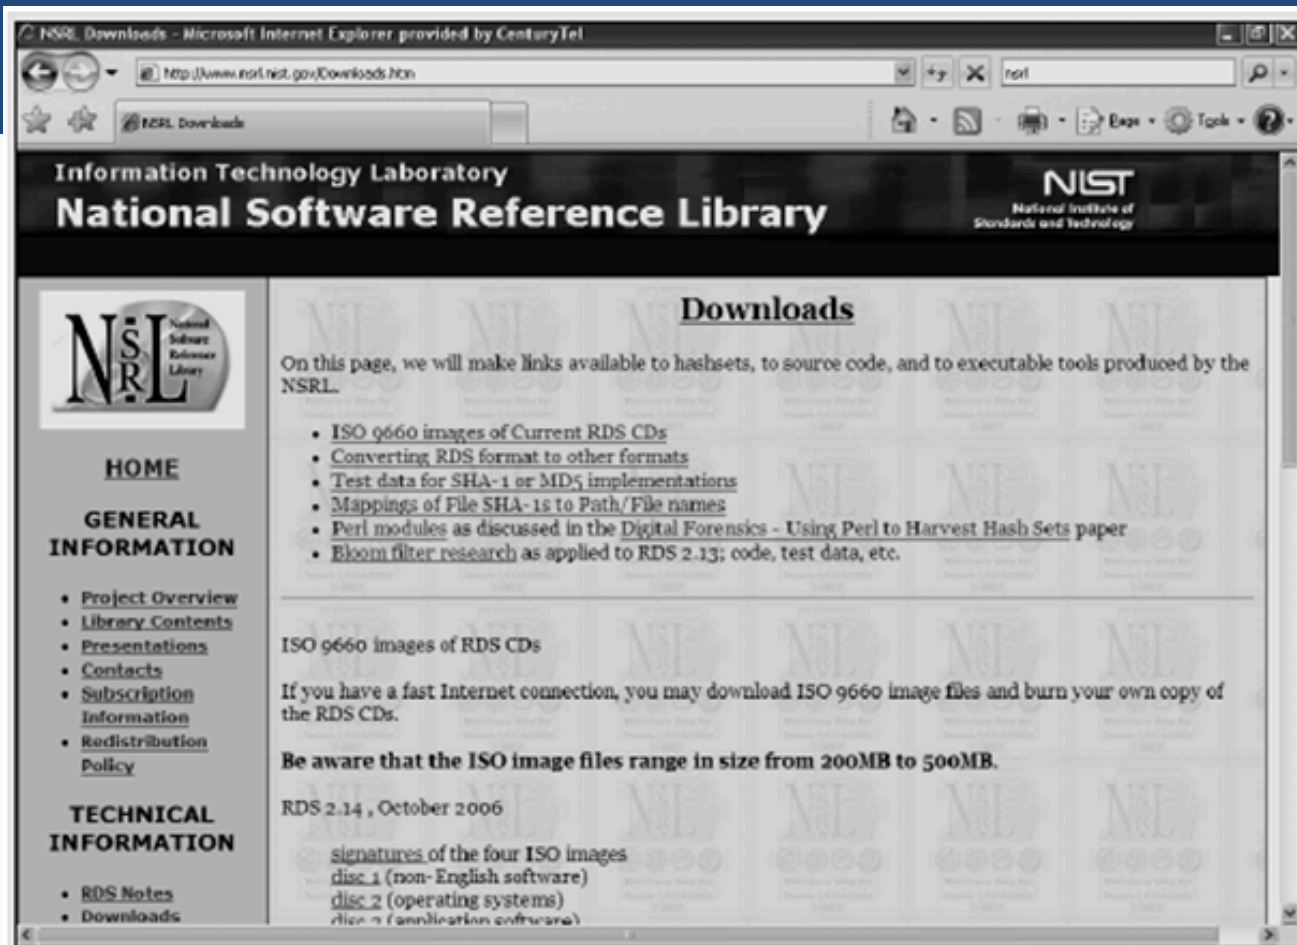 NSRL Downloads - Microsoft Internet Explorer provided by CenturyTel
http://www.nsrl.nist.gov/Downloads.htm
nsrl
NSRL Downloads
Page
Tools
Information Technology Laboratory
National Software Reference Library
NIST
National Institute of
Standards and Technology
NSRL
National
Software
Reference
Library
HOME
GENERAL
INFORMATION
• Project Overview
• Library Contents
• Presentations
• Contacts
• Subscription
Information
• Redistribution
Policy
TECHNICAL
INFORMATION
• RDS Notes
• Downloads
Downloads
On this page, we will make links available to hashsets, to source code, and to executable tools produced by the
NSRL.
• ISO 9660 images of Current RDS CDs
• Converting RDS format to other formats
• Test data for SHA-1 or MD5 implementations
• Mappings of File SHA-1s to Path/File names
• Perl modules as discussed in the Digital Forensics - Using Perl to Harvest Hash Sets paper
• Bloom filter research as applied to RDS 2.13; code, test data, etc.
ISO 9660 images of RDS CDs
If you have a fast Internet connection, you may download ISO 9660 image files and burn your own copy of
the RDS CDs.
Be aware that the ISO image files range in size from 200MB to 500MB.
RDS 2.14 , October 2006
signatures of the four ISO images
disc 1 (non-English software)
disc 2 (operating systems)
disc 3 (application software)